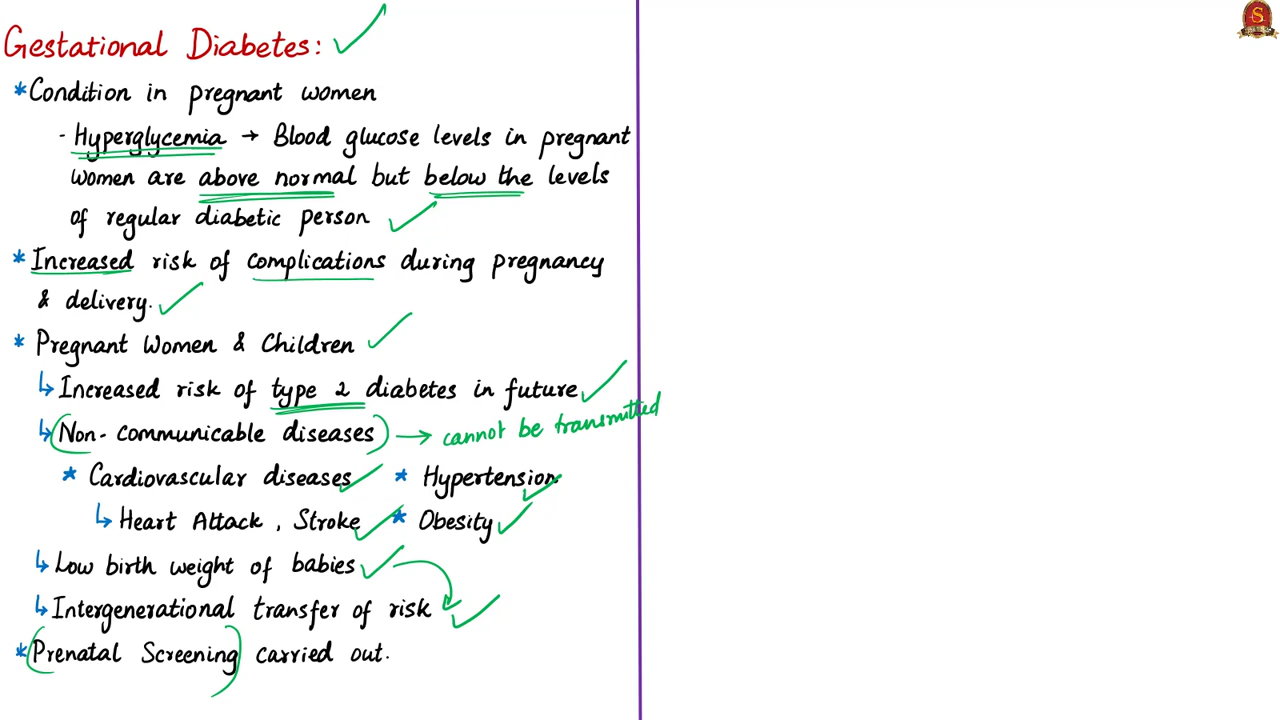 Gestational Diabetes:
* Condition in pregnant women
- Hyperglycemia → Blood glucose levels in pregnant
women are above normal but below the levels
of regular diabetic person
* Increased risk of complications during pregnancy
& delivery.
* Pregnant Women & Children
↳ Increased risk of type 2 diabetes in future
↳ (Non-communicable diseases) → cannot be transmitted
* Cardiovascular diseases * Hypertension
↳ Heart Attack, Stroke * Obesity
↳ Low birth weight of babies
↳ Intergenerational transfer of risk
* (Prenatal Screening) carried out.
S